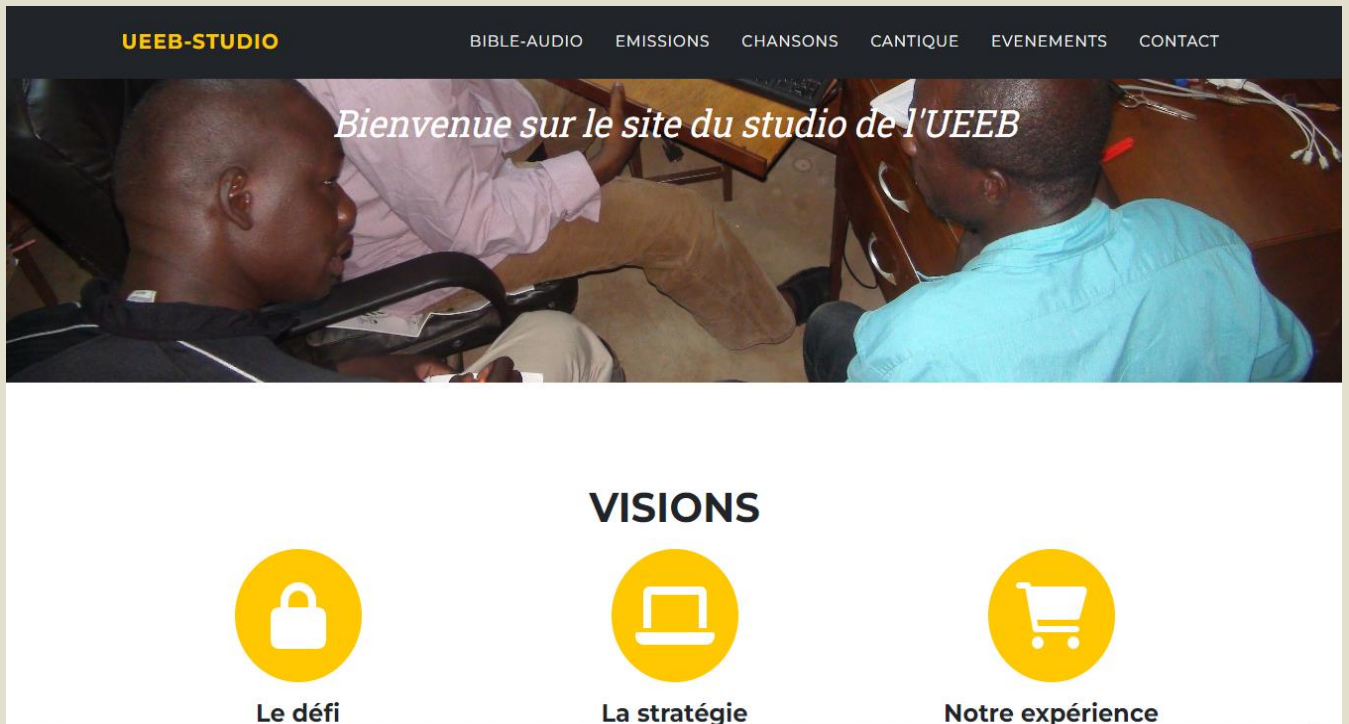 UEEB-STUDIO BIBLE-AUDIO EMISSIONS CHANSONS CANTIQUE EVENEMENTS CONTACT
Bienvenue sur le site du studio de l'UEEB
VISIONS
Le défi La stratégie Notre expérience